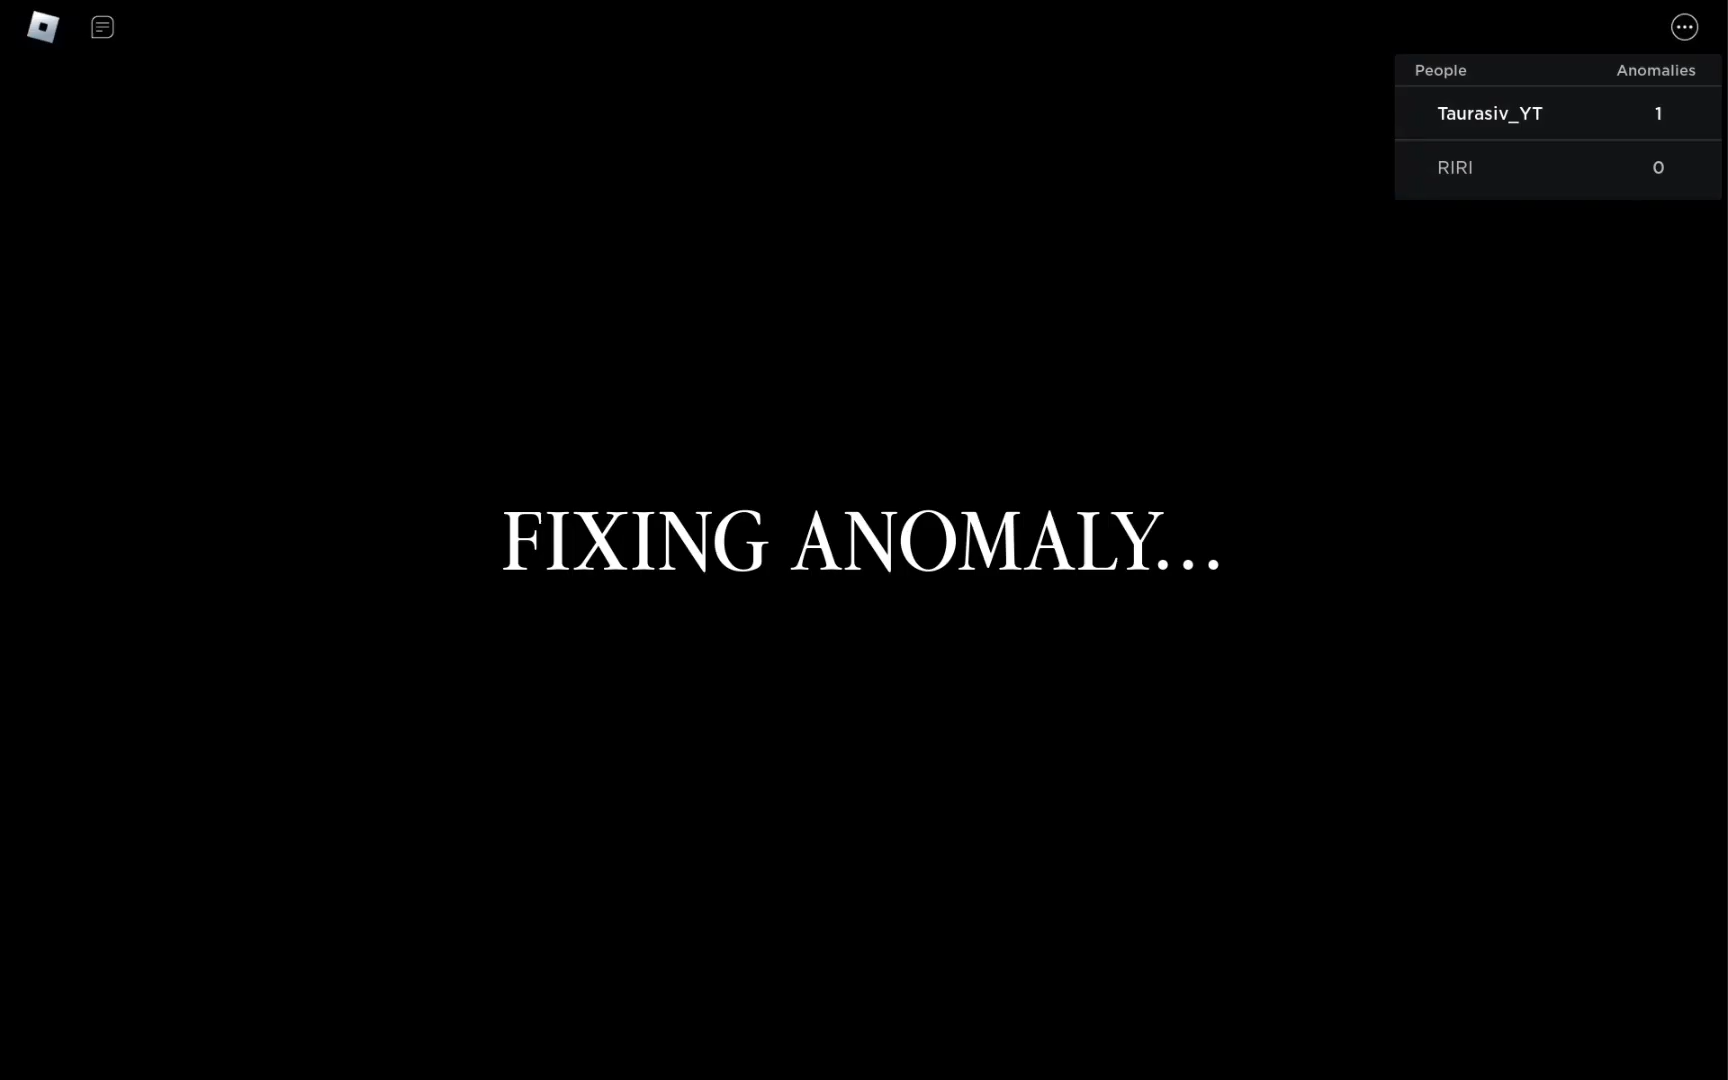 People Anomalies
Taurasiv_YT 1
RIRI 0
FIXING ANOMALY...